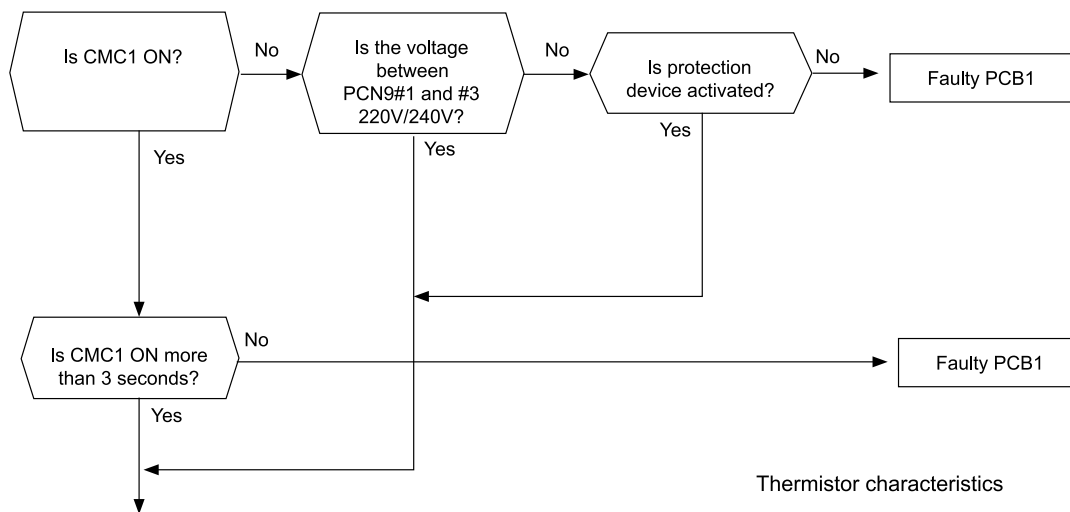 Is CMC1 ON?
No
Is the voltage
between
PCN9#1 and #3
220V/240V?
No
Is protection
device activated?
No
Faulty PCB1
Yes
Yes
Yes
Is CMC1 ON more
than 3 seconds?
No
Faulty PCB1
Yes
Thermistor characteristics